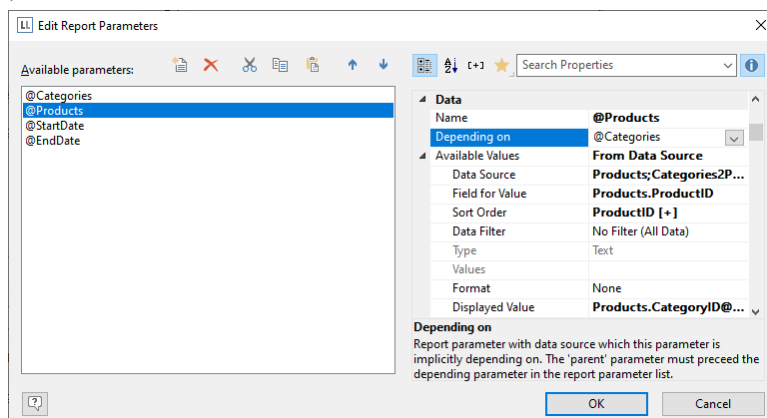 LL Edit Report Parameters
Available parameters:
Search Properties
@Categories
@Products
@StartDate
@EndDate
Data
Name @Products
Depending on @Categories
Available Values From Data Source
Data Source Products;Categories2P...
Field for Value Products.ProductID
Sort Order ProductID [+]
Data Filter No Filter (All Data)
Type Text
Values
Format None
Displayed Value Products.CategoryID@...
Depending on
Report parameter with data source which this parameter is
implicitly depending on. The 'parent' parameter must preceed the
depending parameter in the report parameter list.
OK Cancel